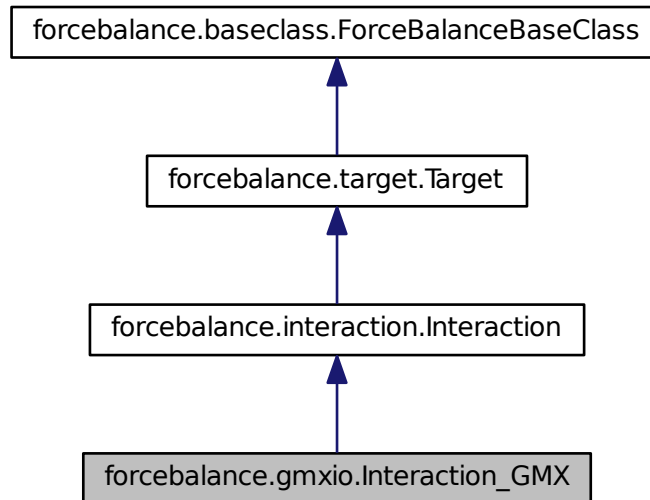 forcebalance.baseclass.ForceBalanceBaseClass
forcebalance.target.Target
forcebalance.interaction.Interaction
forcebalance.gmxio.Interaction_GMX